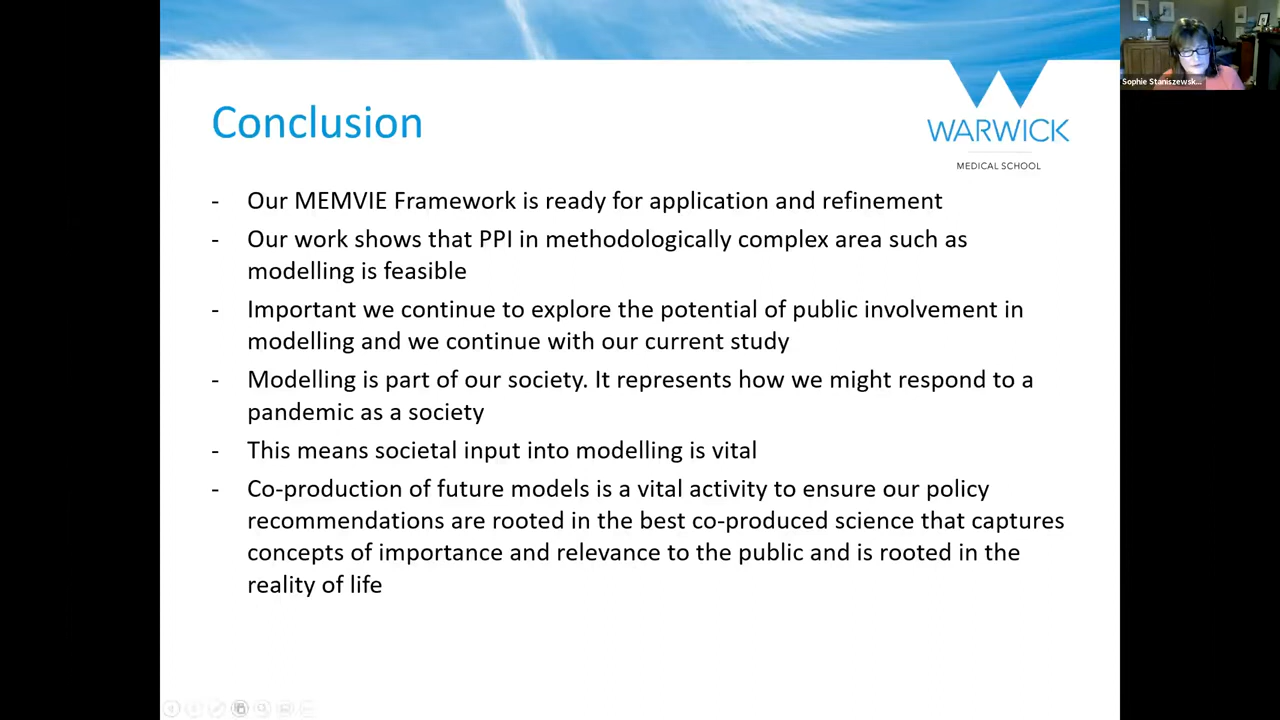 Sophie Staniszewsk...
Conclusion
WARWICK
MEDICAL SCHOOL
- Our MEMVIE Framework is ready for application and refinement
- Our work shows that PPI in methodologically complex area such as
modelling is feasible
- Important we continue to explore the potential of public involvement in
modelling and we continue with our current study
- Modelling is part of our society. It represents how we might respond to a
pandemic as a society
- This means societal input into modelling is vital
- Co-production of future models is a vital activity to ensure our policy
recommendations are rooted in the best co-produced science that captures
concepts of importance and relevance to the public and is rooted in the
reality of life